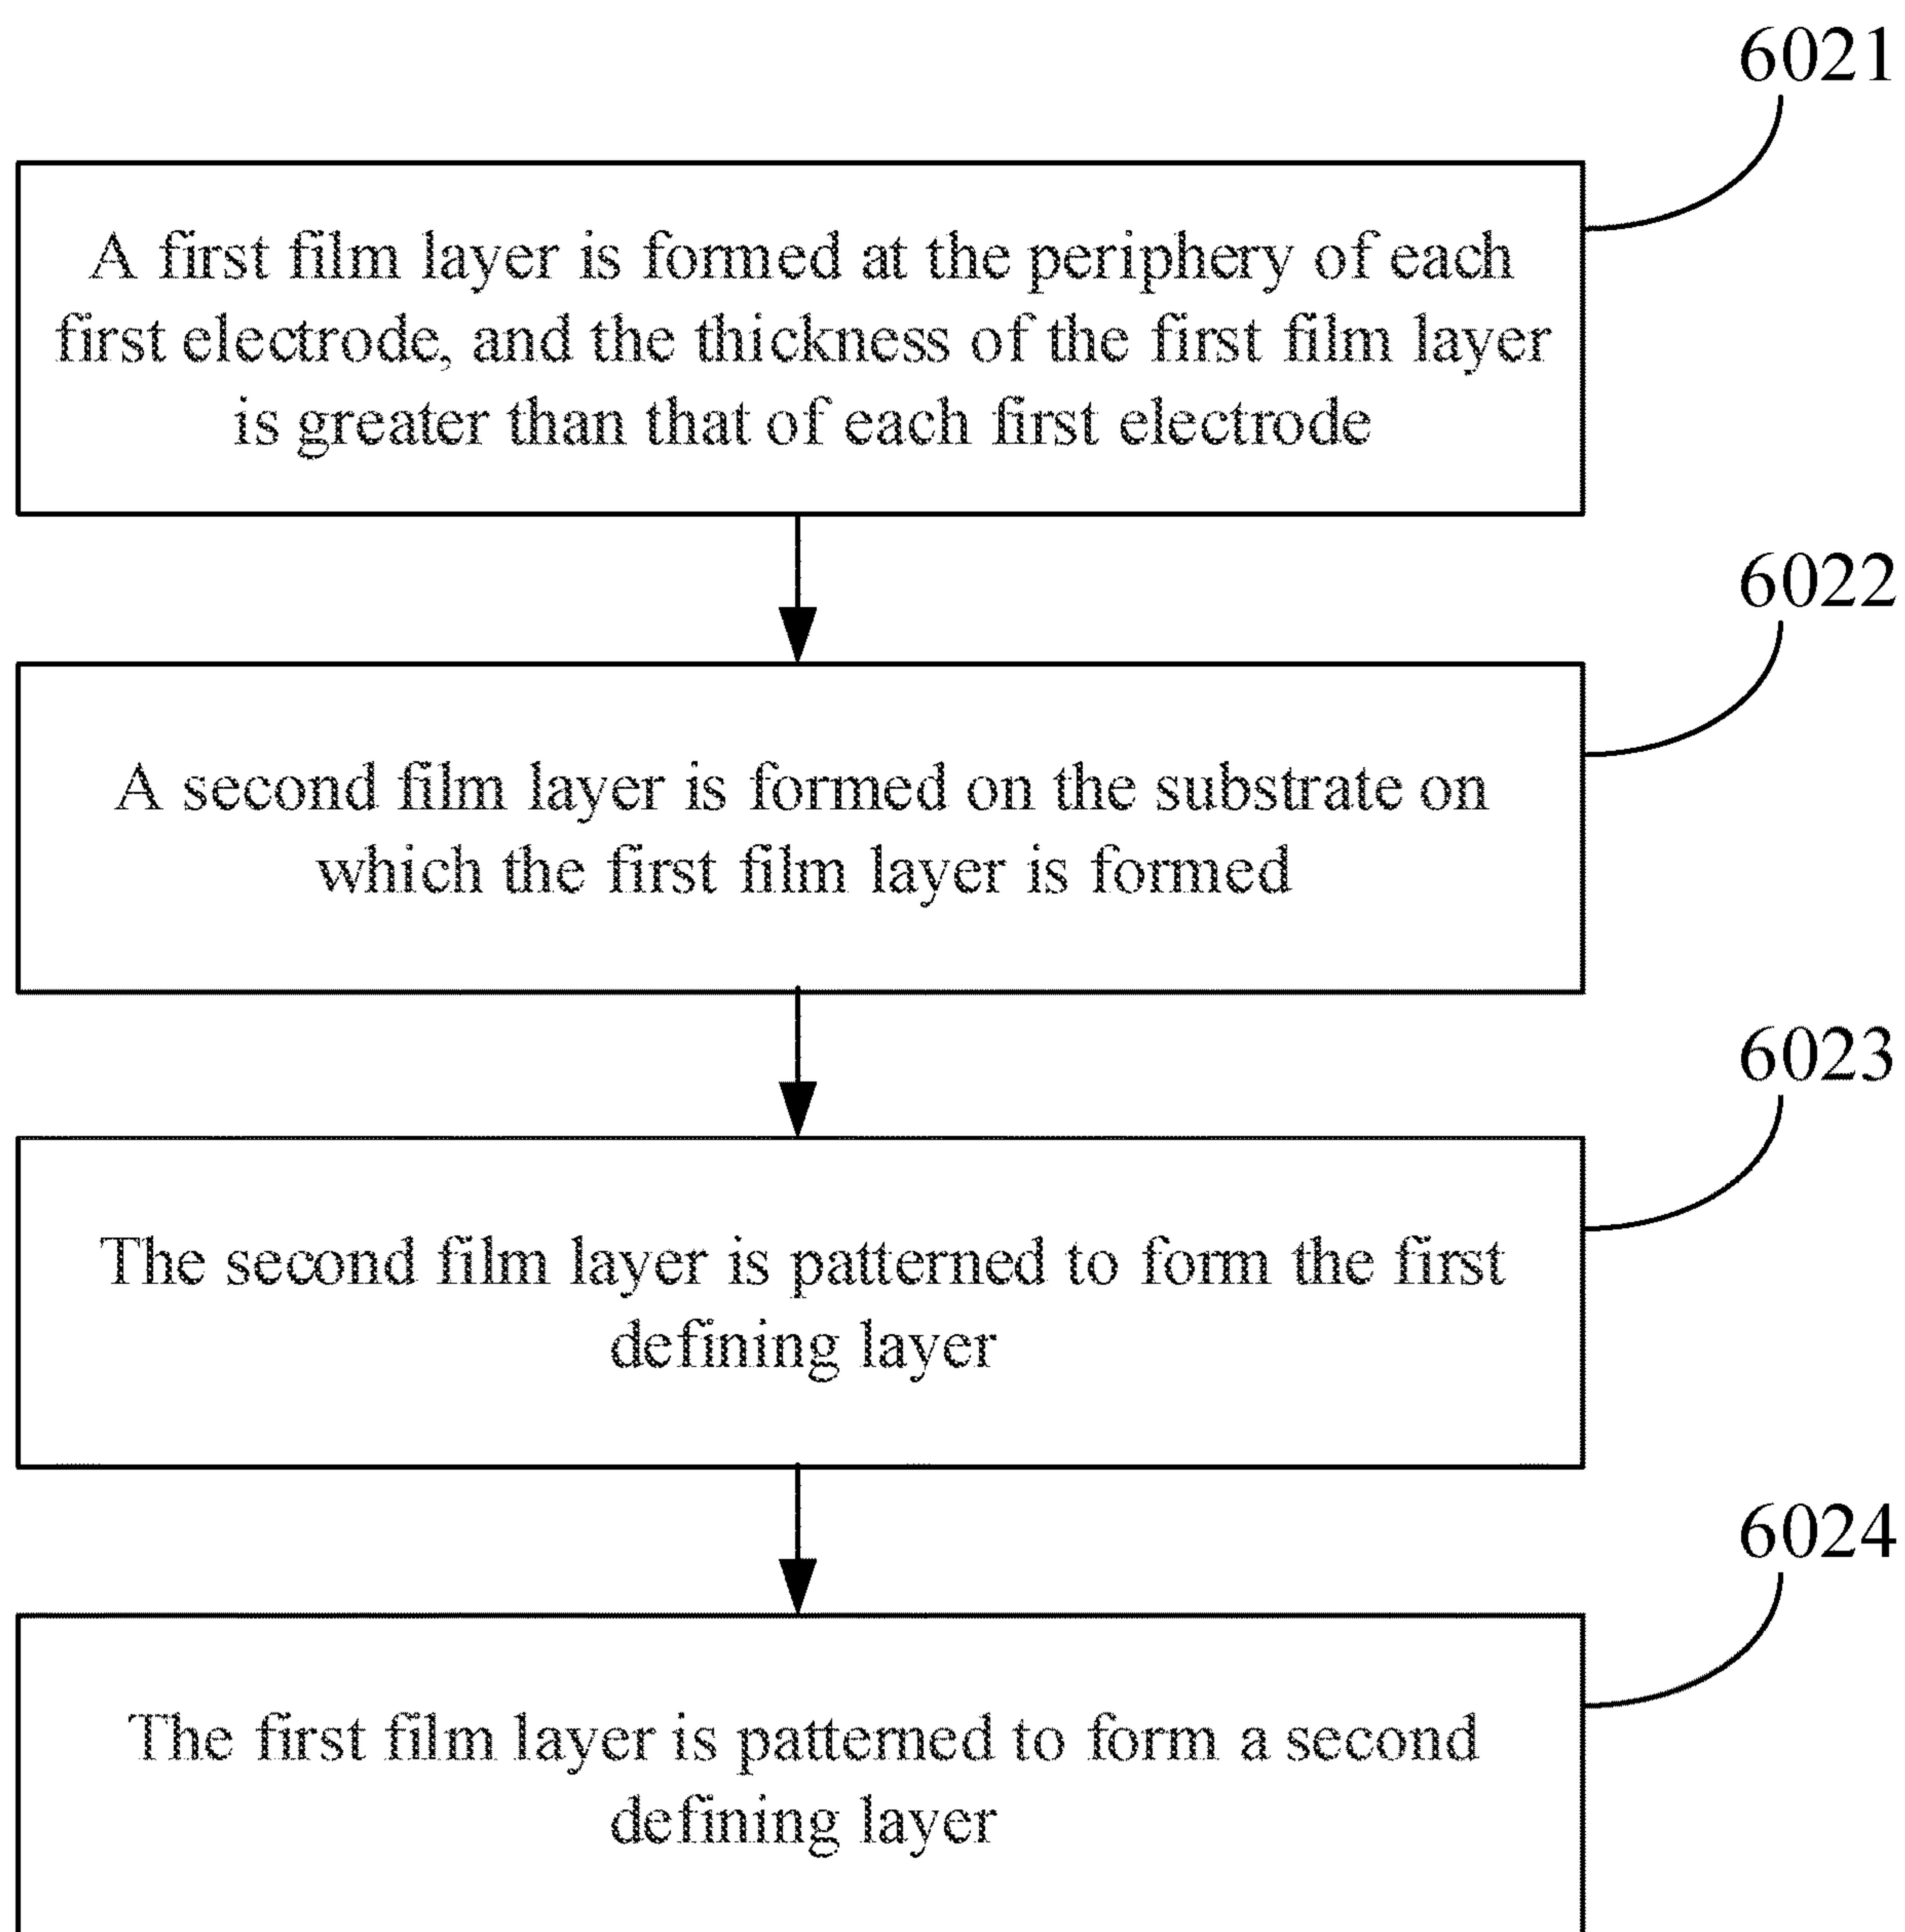 6021
A first film layer is formed at the periphery of each
first electrode, and the thickness of the first film layer
is greater than that of each first electrode
6022
A second film layer is formed on the substrate on
which the first film layer is formed
6023
The second film layer is patterned to form the first
defining layer
6024
The first film layer is patterned to form a second
defining layer